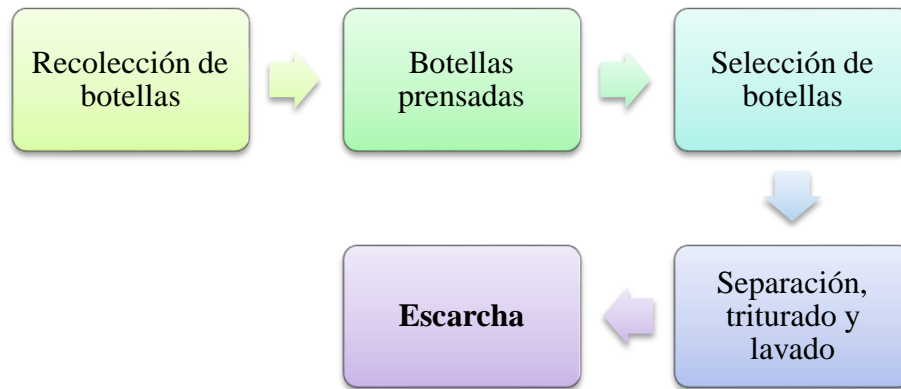 Recolección de
botellas
Botellas
prensadas
Selección de
botellas
Separación,
triturado y
lavado
Escarcha